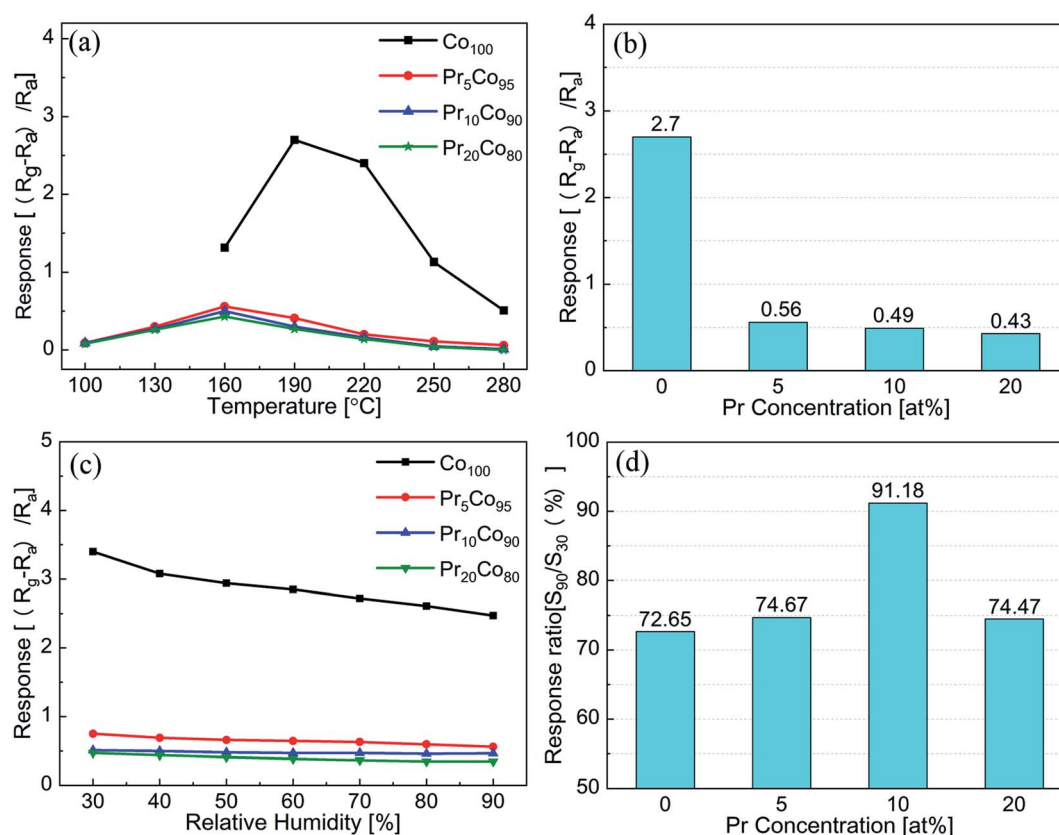 (a)
Co100
Pr5Co95
Pr10Co90
Pr20Co80
Response [ (Rg-Ra) /Ra]
4
3
2
1
0
100 130 160 190 220 250 280
Temperature [°C]
(b)
Response [ (Rg-Ra) /Ra]
4
3
2
1
0
2.7
0.56
0.49
0.43
0 5 10 20
Pr Concentration [at%]
(c)
Co100
Pr5Co95
Pr10Co90
Pr20Co80
Response [ (Rg-Ra) /Ra]
5
4
3
2
1
0
30 40 50 60 70 80 90
Relative Humidity [%]
(d)
Response ratio[S90/S30 (%) ]
100
90
80
70
60
50
72.65
74.67
91.18
74.47
0 5 10 20
Pr Concentration [at%]